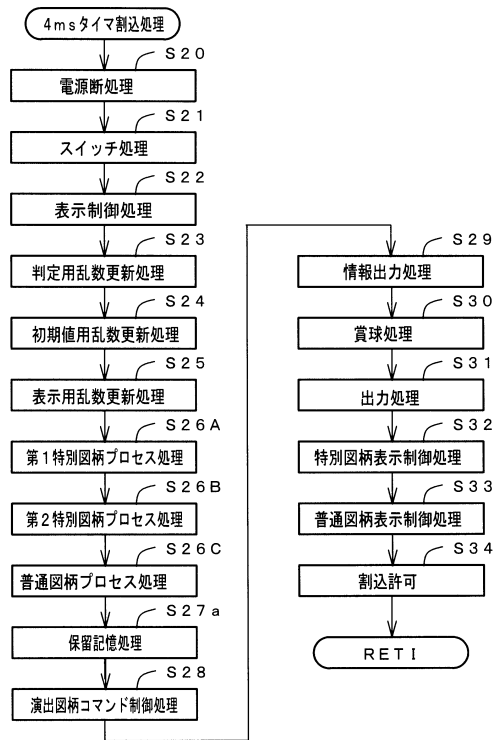 4msタイマ割込処理
S20
電源断処理
S21
スイッチ処理
S22
表示制御処理
S23
判定用乱数更新処理
S24
初期値用乱数更新処理
S25
表示用乱数更新処理
S26A
第1特別図柄プロセス処理
S26B
第2特別図柄プロセス処理
S26C
普通図柄プロセス処理
S27a
保留記憶処理
S28
演出図柄コマンド制御処理
S29
情報出力処理
S30
賞球処理
S31
出力処理
S32
特別図柄表示制御処理
S33
普通図柄表示制御処理
S34
割込許可
RETI